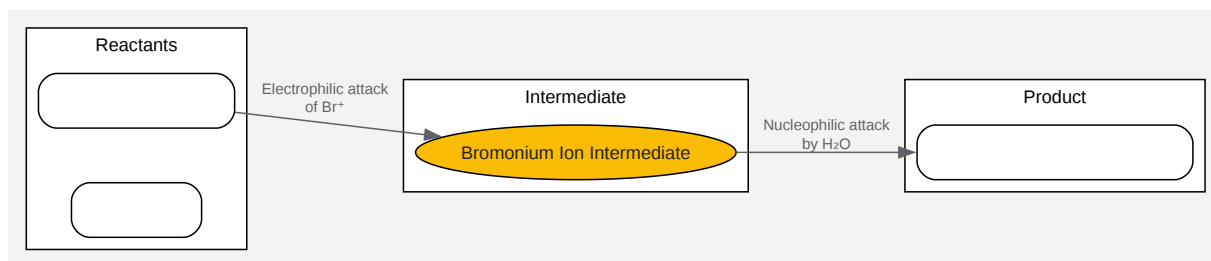 Reactants
Electrophilic attack
of Br⁺
Intermediate
Bromonium Ion Intermediate
Nucleophilic attack
by H₂O
Product